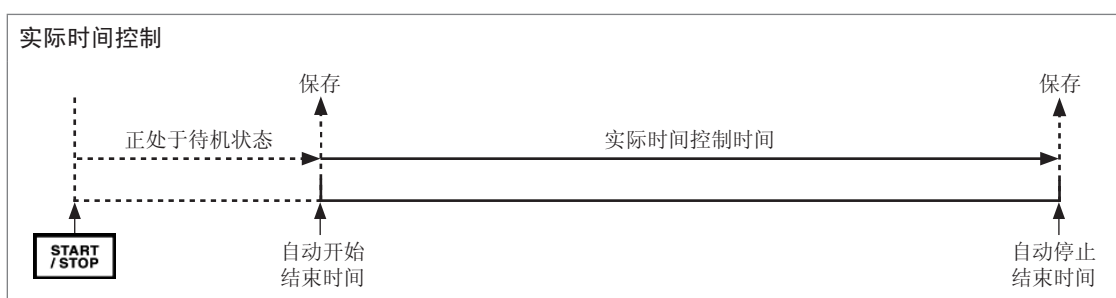 实际时间控制
保存
保存
正处于待机状态
实际时间控制时间
START
/STOP
自动开始
结束时间
自动停止
结束时间